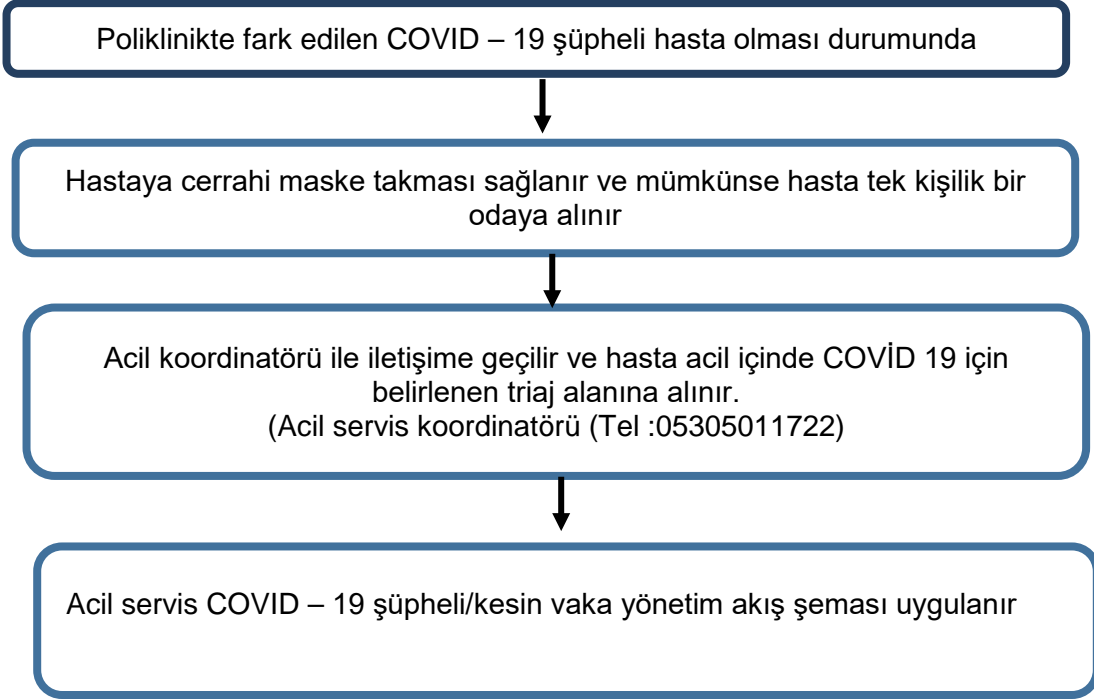 Poliklinikte fark edilen COVID – 19 şüpheli hasta olması durumunda
Hastaya cerrahi maske takması sağlanır ve mümkünse hasta tek kişilik bir
odaya alınır
Acil koordinatörü ile iletişime geçilir ve hasta acil içinde COVİD 19 için
belirlenen triaj alanına alınır.
(Acil servis koordinatörü (Tel :05305011722)
Acil servis COVID – 19 şüpheli/kesin vaka yönetim akış şeması uygulanır